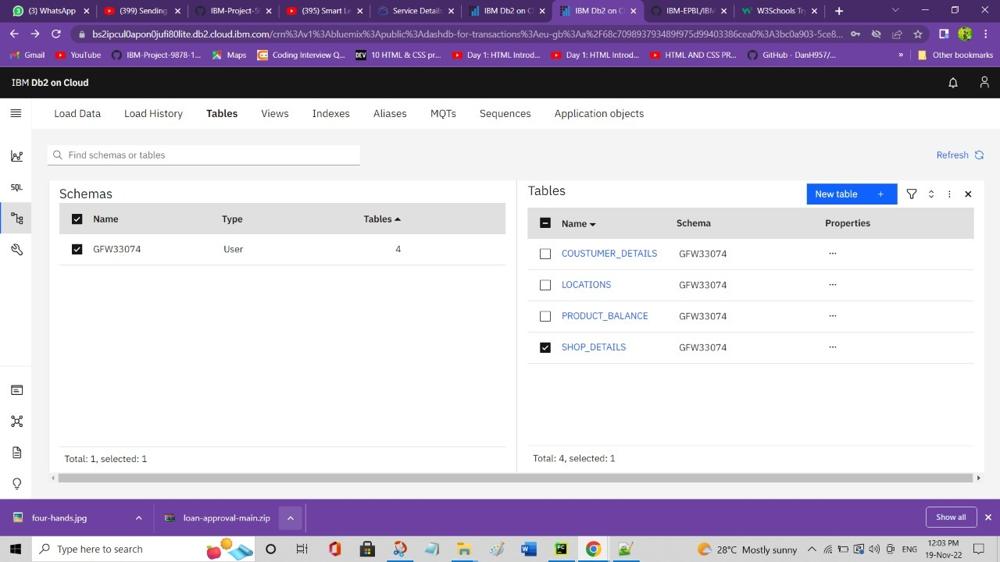 (3) WhatsApp
(399) Sending
IBM-Project-5
(395) Smart Le
Service Details
IBM Db2 on C
IBM Db2 on C
IBM-EPBL/IBM
W3Schools Try
bs2ipcul0apon0jufi80lite.db2.cloud.ibm.com/crn%3Av1%3Abluemix%3Apublic%3Adashdb-for-transactions%3Aeu-gb%3Aa%2F68c709893793489f975d99403386cea0%3A3bc0a903-5ce8...
Gmail
YouTube
IBM-Project-9878-1...
Maps
Coding Interview Q...
DEV 10 HTML & CSS pr...
Day 1: HTML Introd...
Day 1: HTML Introd...
HTML AND CSS PR...
GitHub - DanH957/...
»
Other bookmarks
IBM Db2 on Cloud
Load Data
Load History
Tables
Views
Indexes
Aliases
MQTs
Sequences
Application objects
Find schemas or tables
Refresh
SQL
Schemas
Name Type Tables
GFW33074 User 4
Total: 1, selected: 1
Tables
New table +
Name Schema Properties
COUSTUMER_DETAILS GFW33074 ...
LOCATIONS GFW33074 ...
PRODUCT_BALANCE GFW33074 ...
SHOP_DETAILS GFW33074 ...
Total: 4, selected: 1
four-hands.jpg
loan-approval-main.zip
Show all
Type here to search
28°C Mostly sunny
ENG
12:03 PM
19-Nov-22